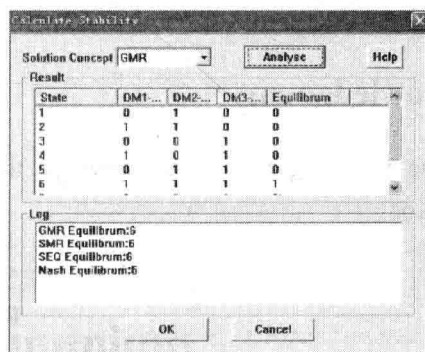 Calculate Stability
Solution Concept GMR Analyse Help
Result
State DM1-... DM2-... DM3-... Equilibrum
1 0 1 0 0
2 1 1 0 0
3 0 0 1 0
4 1 0 1 0
5 0 1 1 0
6 1 1 1 1
Log
GMR Equilibrum:6
SMR Equilibrum:6
SEQ Equilibrum:6
Nash Equilibrum:6
OK Cancel